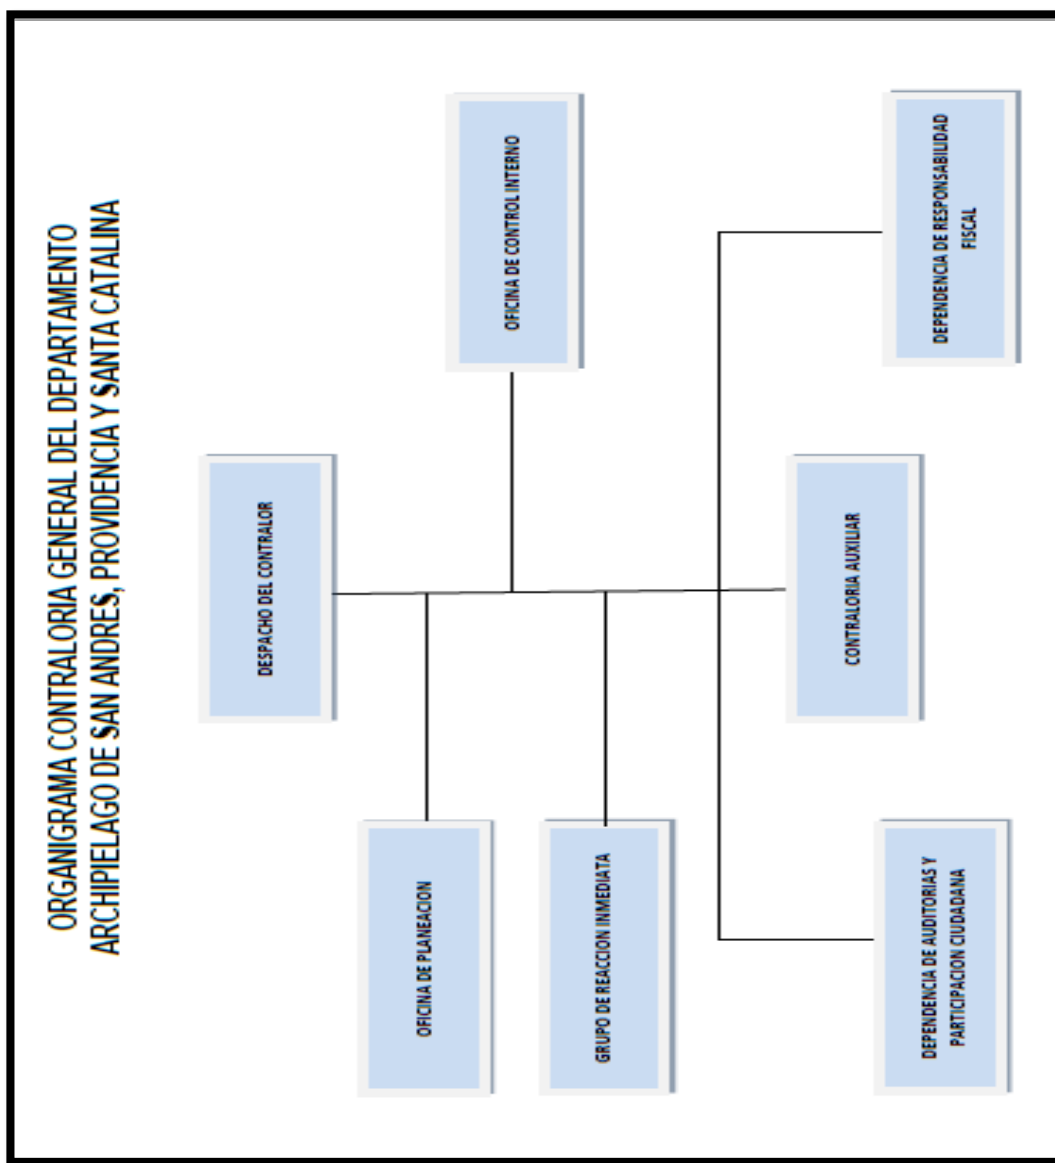 ORGANIGRAMA CONTRALORIA GENERAL DEL DEPARTAMENTO
ARCHIPIELAGO DE SAN ANDRES, PROVIDENCIA Y SANTA CATALINA
DESPACHO DEL CONTRALOR
OFICINA DE PLANEACION
OFICINA DE CONTROL INTERNO
GRUPO DE REACCION INMEDIATA
DEPENDENCIA DE AUDITORIAS Y
PARTICIPACION CIUDADANA
CONTRALORIA AUXILIAR
DEPENDENCIA DE RESPONSABILIDAD
FISCAL